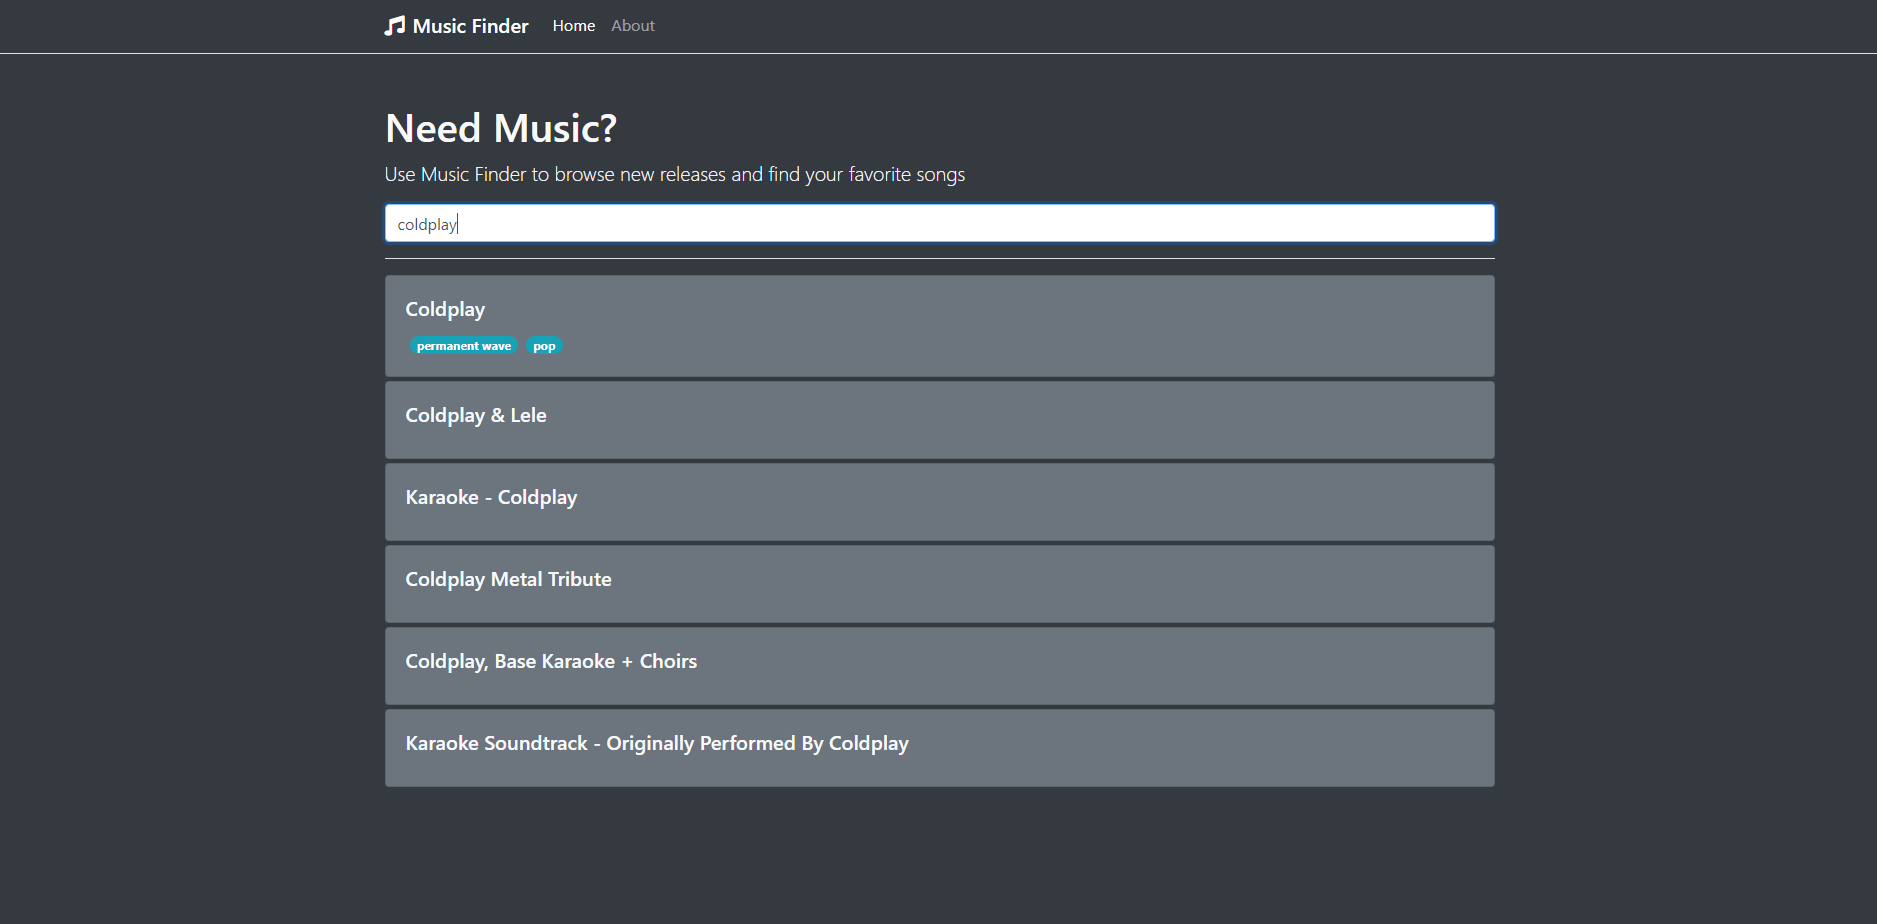 Music Finder Home About
Need Music?
Use Music Finder to browse new releases and find your favorite songs
coldplay
Coldplay
permanent wave pop
Coldplay & Lele
Karaoke - Coldplay
Coldplay Metal Tribute
Coldplay, Base Karaoke + Choirs
Karaoke Soundtrack - Originally Performed By Coldplay